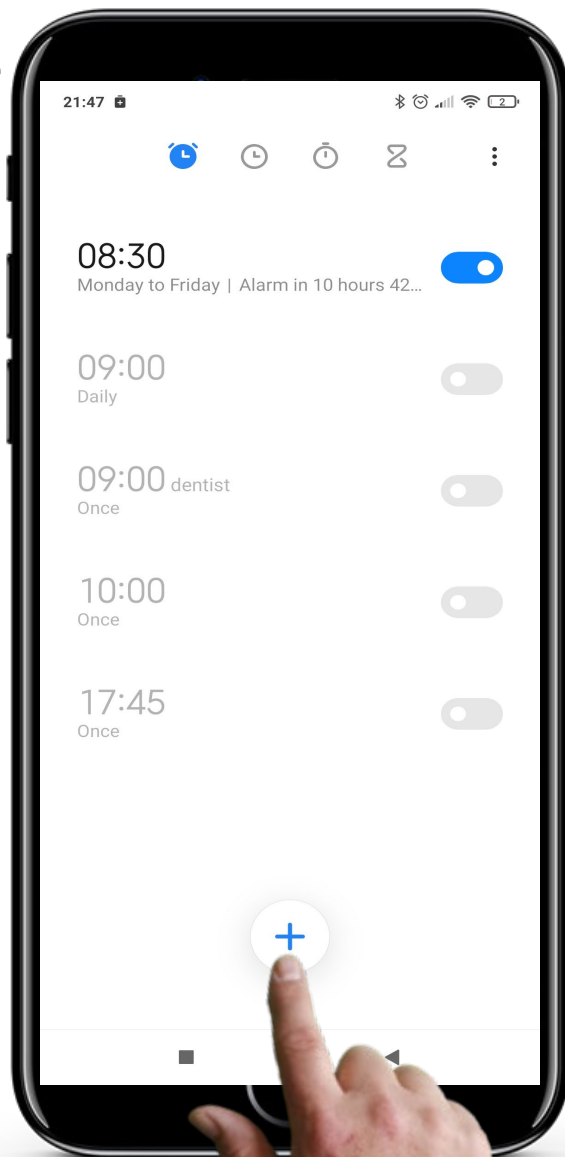 21:47
2
08:30
Monday to Friday | Alarm in 10 hours 42…
09:00
Daily
09:00 dentist
Once
10:00
Once
17:45
Once